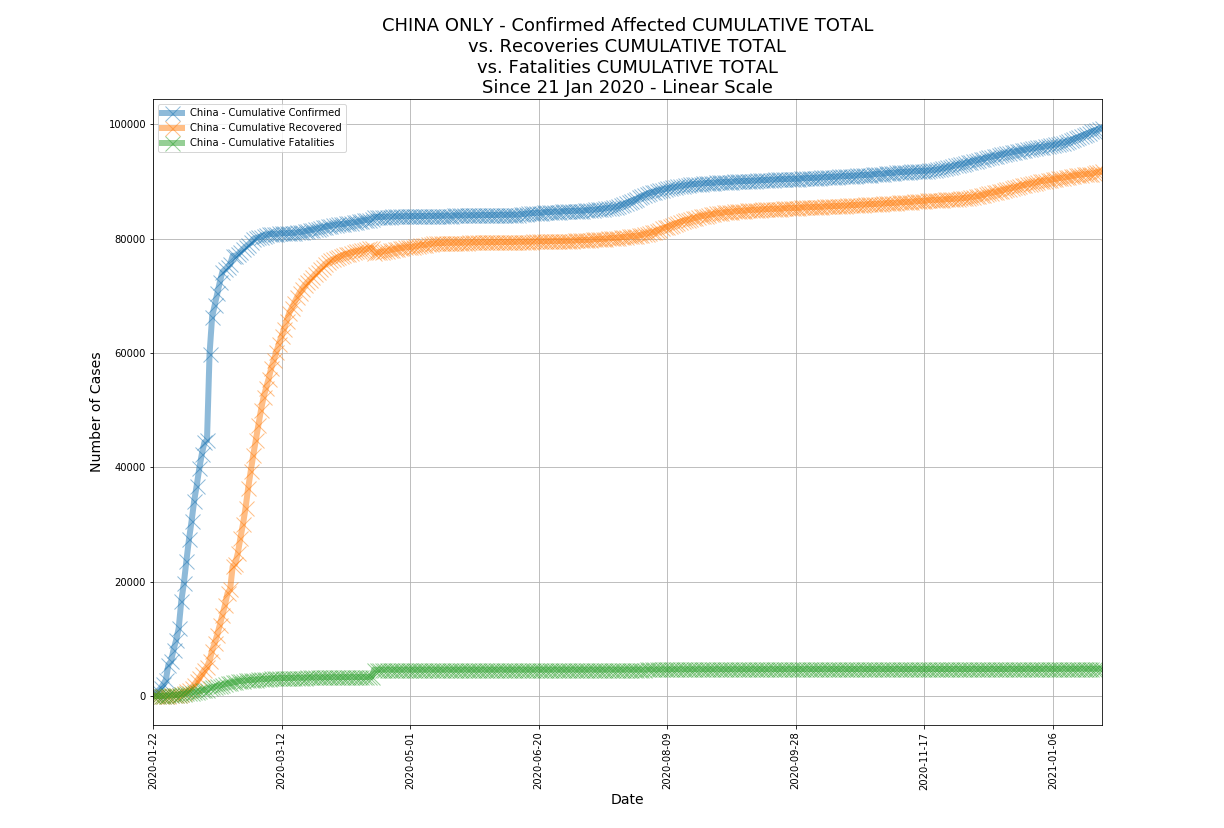 CHINA ONLY - Confirmed Affected CUMULATIVE TOTAL
vs. Recoveries CUMULATIVE TOTAL
vs. Fatalities CUMULATIVE TOTAL
Since 21 Jan 2020 - Linear Scale
China - Cumulative Confirmed
China - Cumulative Recovered
China - Cumulative Fatalities
Number of Cases
100000
80000
60000
40000
20000
0
2020-01-22
2020-03-12
2020-05-01
2020-06-20
2020-08-09
2020-09-28
2020-11-17
2021-01-06
Date